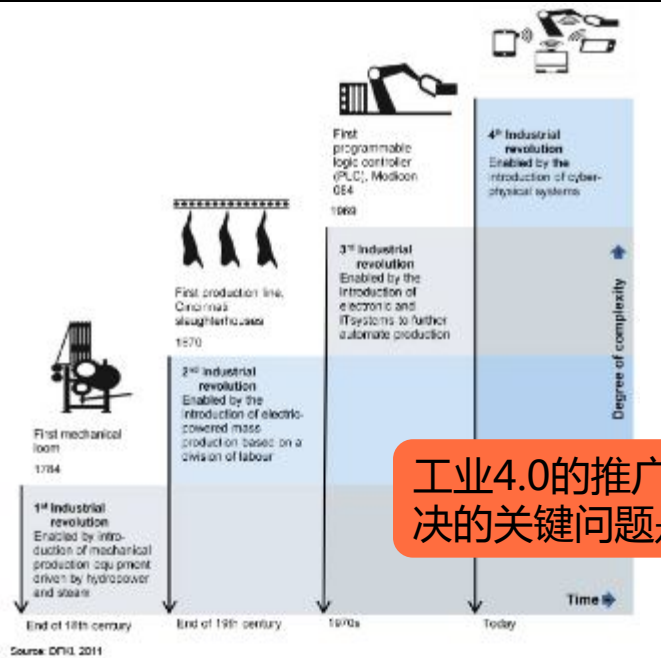 First
programmable
logic controller
(PLC), Modicon
084
1969
4th Industrial
revolution
Enabled by the
introduction of cyber-
physical systems
First production line,
Cincinnati
slaughterhouses
1870
3rd Industrial
revolution
Enabled by the
introduction of
electronic and
ITsystems to further
automate production
Degree of complexity
First mechanical
loom
1784
2nd Industrial
revolution
Enabled by the
introduction of electric-
powered mass
production based on a
division of labour
工业4.0的推广
决的关键问题
1st Industrial
revolution
Enabled by intro-
duction of mechanical
production equipment
driven by hydropower
and steam
Time
End of 18th century
End of 19th century
1970s
Today
Source: DFKI, 2011